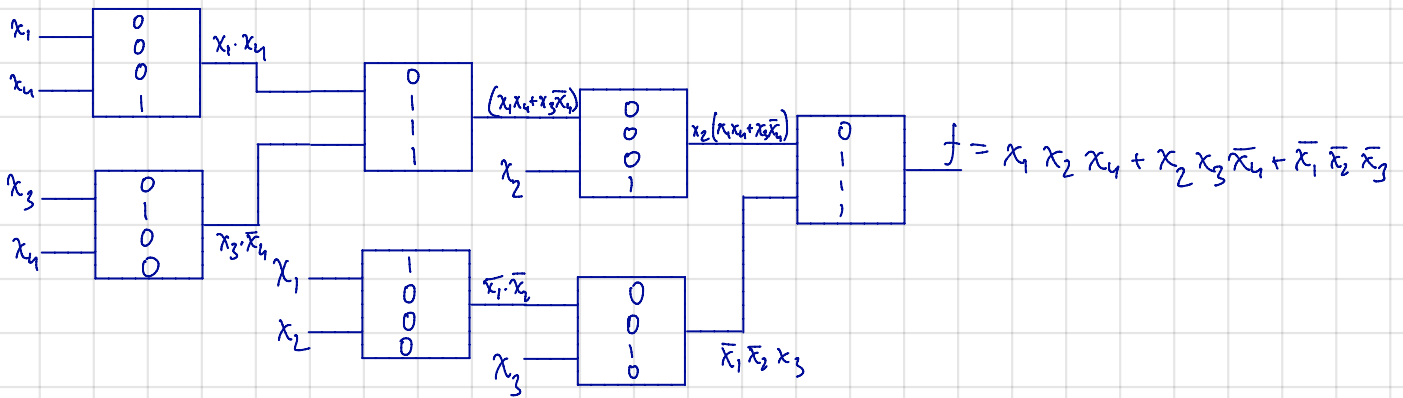 x₁
x₄
0
0
0
1
x₁·x₄
x₃
x₄
0
1
0
0
x₃·x̄₄
0
1
1
1
(x₁x₄+x₃x̄₄)
x₂
0
0
0
1
x₂(x₁x₄+x₃x̄₄)
x₁
x₂
1
0
0
0
x̄₁·x̄₂
x₃
0
0
1
0
x̄₁ x̄₂ x₃
0
1
1
1
f = x₁ x₂ x₄ + x₂ x₃ x̄₄ + x̄₁ x̄₂ x̄₃